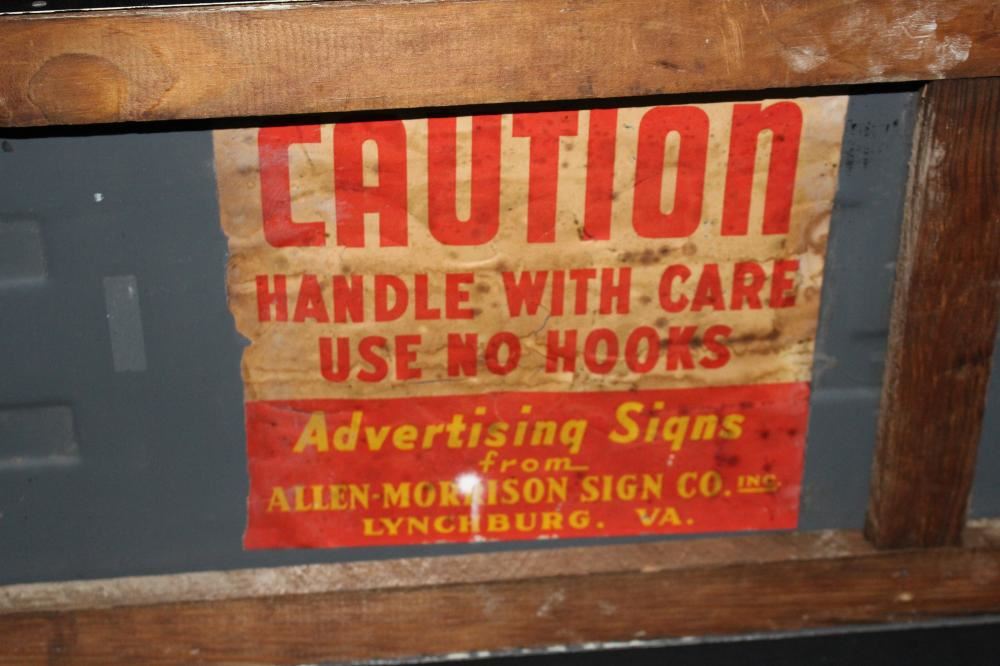 CAUTION
HANDLE WITH CARE
USE NO HOOKS
Advertising Signs
from
ALLEN-MORRISON SIGN CO. INC.
LYNCHBURG. VA.